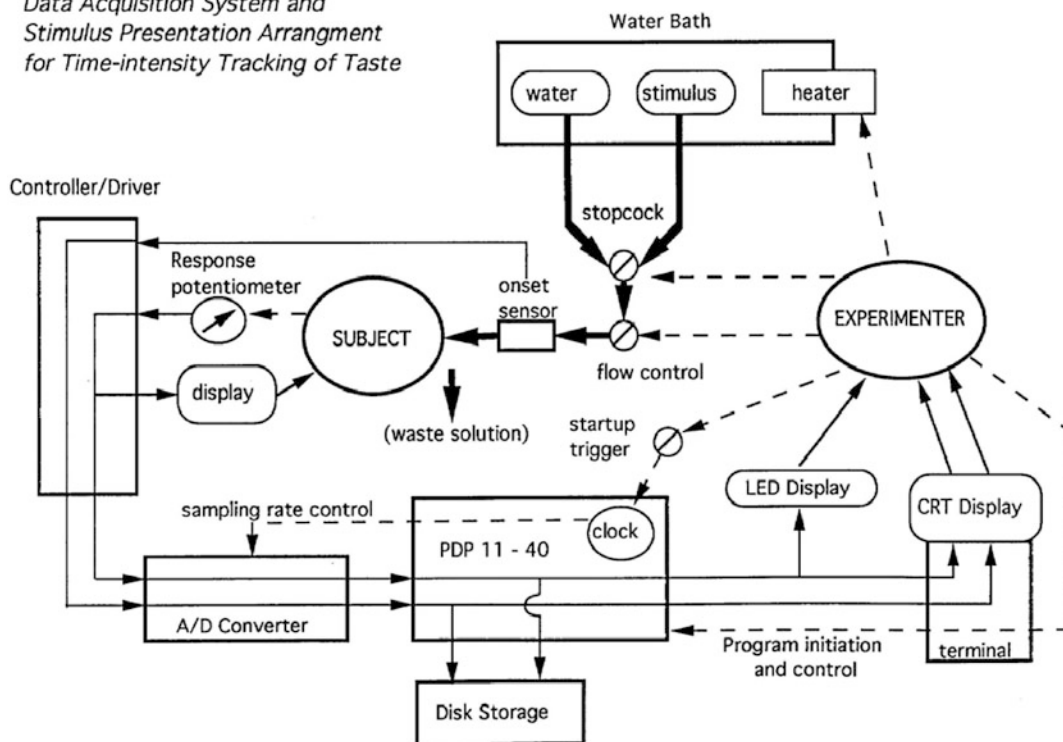 Data Acquisition System and
Stimulus Presentation Arrangment
for Time-intensity Tracking of Taste
Water Bath
water
stimulus
heater
Controller/Driver
stopcock
Response
potentiometer
onset
sensor
SUBJECT
EXPERIMENTER
flow control
display
(waste solution)
startup
trigger
LED Display
CRT Display
sampling rate control
clock
PDP 11 - 40
A/D Converter
Program initiation
and control
terminal
Disk Storage